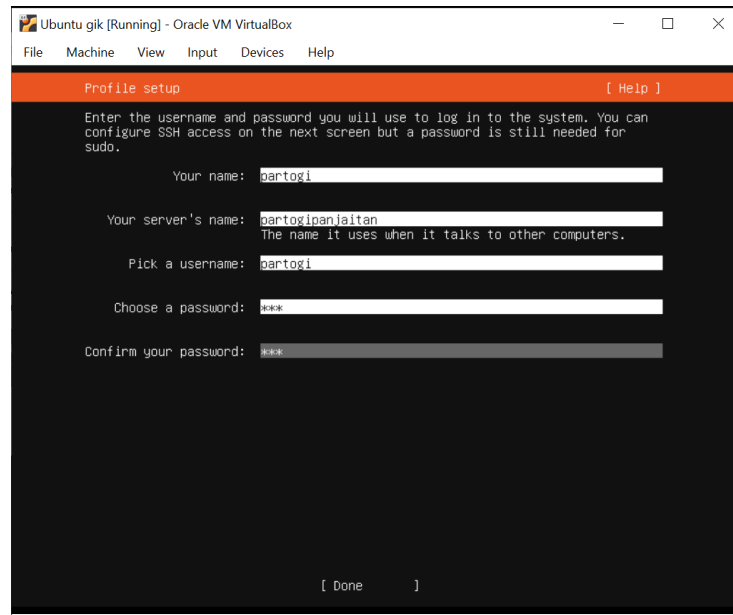 Ubuntu gik [Running] - Oracle VM VirtualBox
File Machine View Input Devices Help
Profile setup [ Help ]
Enter the username and password you will use to log in to the system. You can
configure SSH access on the next screen but a password is still needed for
sudo.
Your name: partogi
Your server's name: partogipanjaitan
The name it uses when it talks to other computers.
Pick a username: partogi
Choose a password: ***
Confirm your password: ***
[ Done ]